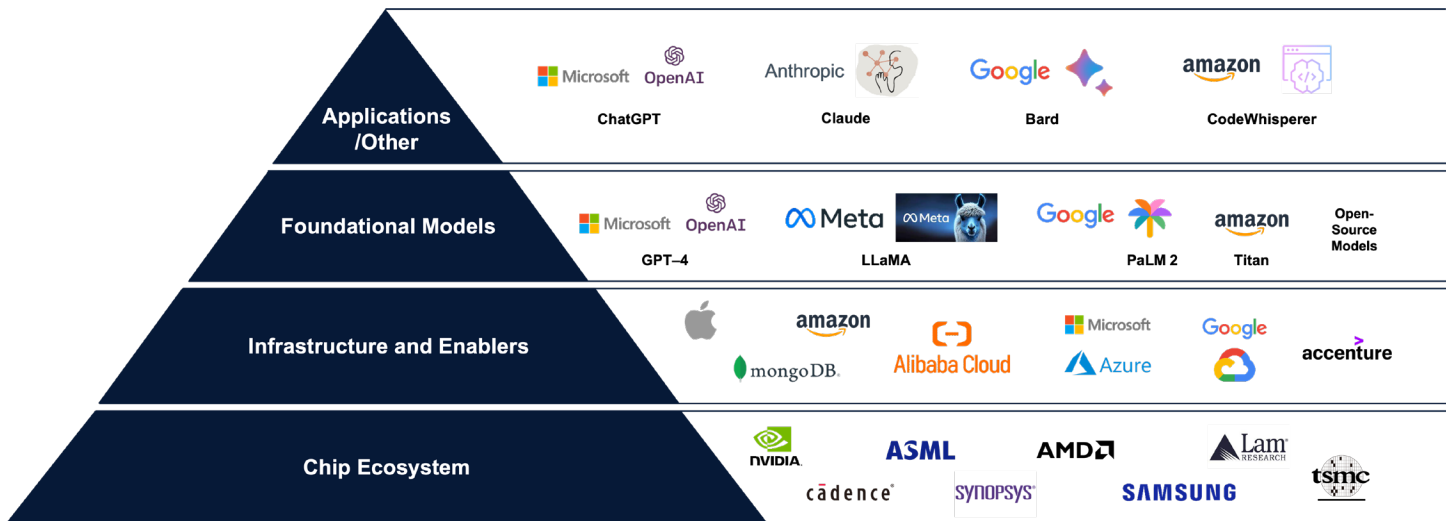 Applications
/Other
Microsoft
OpenAI
ChatGPT
Anthropic
Claude
Google
Bard
amazon
CodeWhisperer
Foundational Models
Microsoft
OpenAI
GPT–4
Meta
Meta
LLaMA
Google
PaLM 2
amazon
Titan
Open-
Source
Models
Infrastructure and Enablers
amazon
mongoDB®
Alibaba Cloud
Microsoft
Azure
Google
accenture
Chip Ecosystem
NVIDIA.
ASML
AMD
Lam®
RESEARCH
cādence®
SYNOPSYS®
SAMSUNG
tsmc